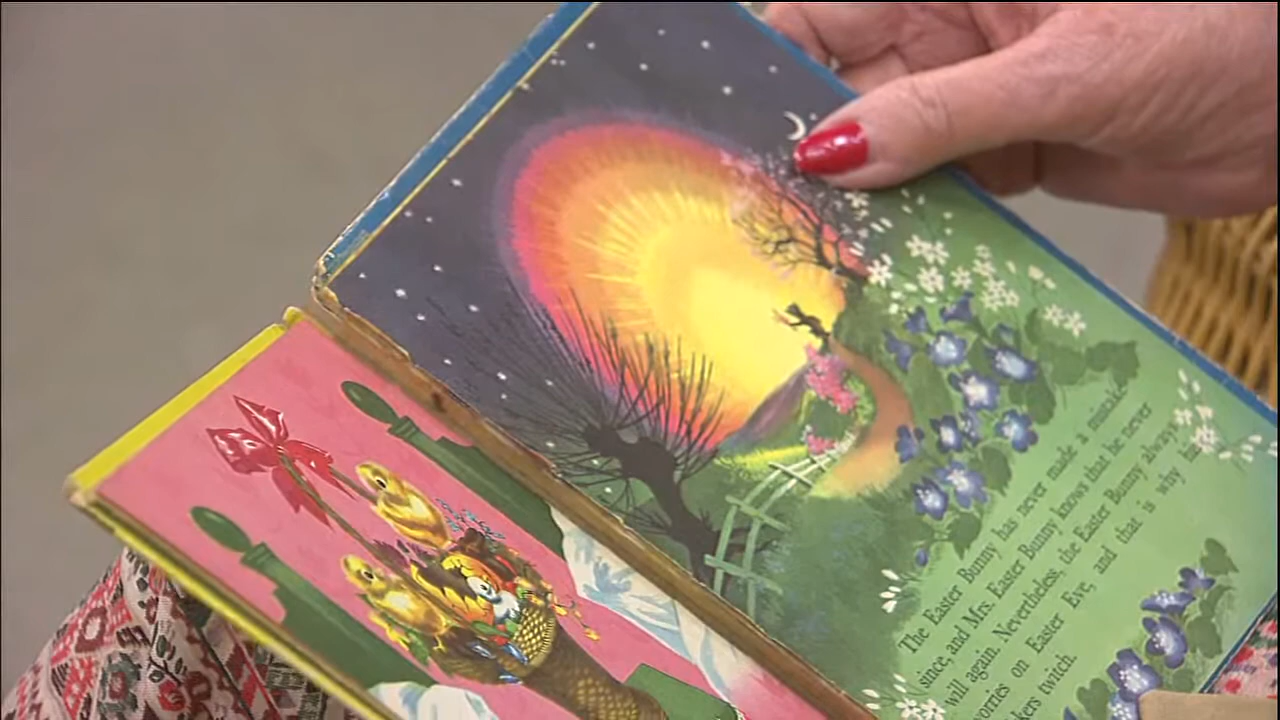 The Easter Bunny has never made a mistake
since, and Mrs. Easter Bunny knows that he never
will again. Nevertheless, the Easter Bunny always
worries on Easter Eve, and that is why
twitch.